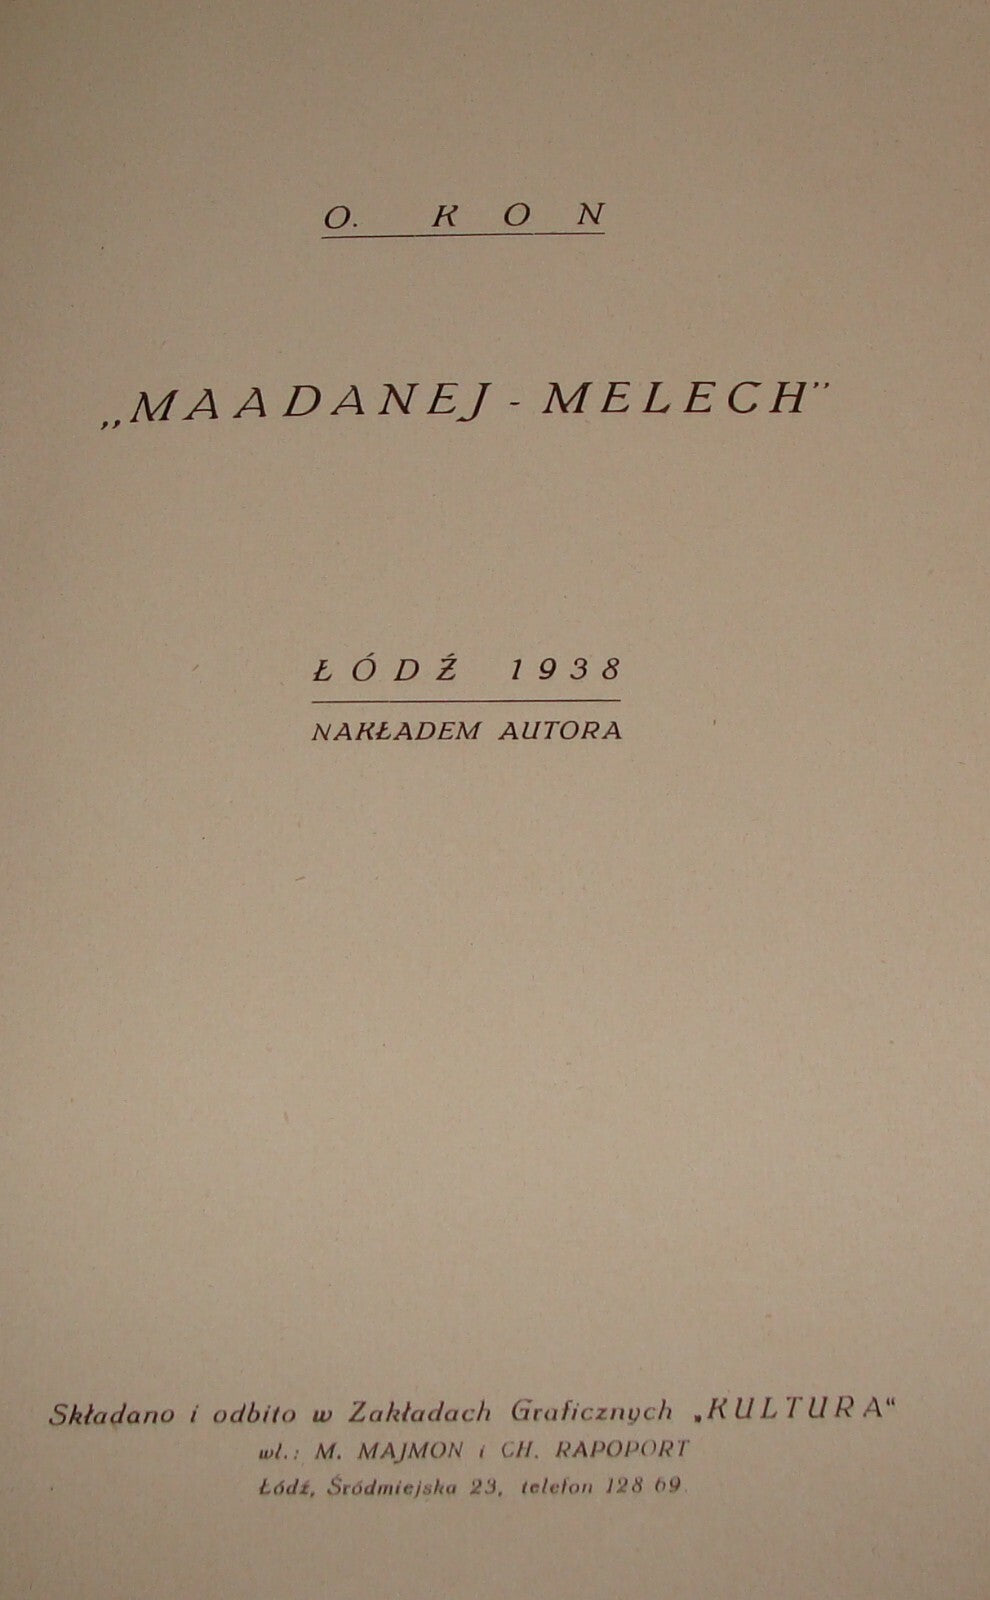 O. KON
„MAADANEJ - MELECH”
ŁÓDŹ 1938
NAKŁADEM AUTORA
Składano i odbito w Zakładach Graficznych „KULTURA“
wł.: M. MAJMON i CH. RAPOPORT
Łódź, Śródmiejska 23, telefon 128 69.